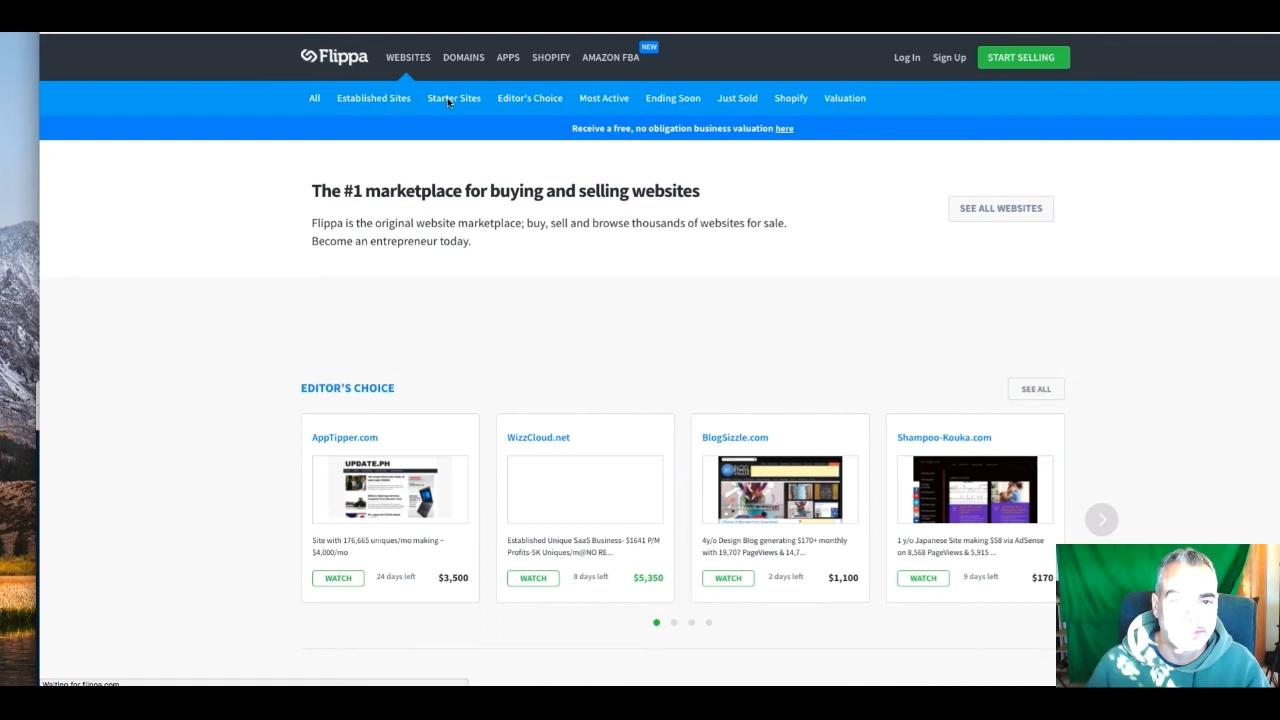 Flippa
WEBSITES
DOMAINS
APPS
SHOPIFY
AMAZON FBA
NEW
Log In
Sign Up
START SELLING
All
Established Sites
Starter Sites
Editor's Choice
Most Active
Ending Soon
Just Sold
Shopify
Valuation
Receive a free, no obligation business valuation here
The #1 marketplace for buying and selling websites
Flippa is the original website marketplace; buy, sell and browse thousands of websites for sale.
Become an entrepreneur today.
SEE ALL WEBSITES
EDITOR'S CHOICE
SEE ALL
AppTipper.com
UPDATE.PH
Site with 176,665 uniques/mo making ~
$4,000/mo
WATCH
24 days left
$3,500
WizzCloud.net
Established Unique SaaS Business- $1641 P/M
Profits-5K Uniques/m@NO RE...
WATCH
8 days left
$5,350
BlogSizzle.com
4y/o Design Blog generating $170+ monthly
with 19,707 PageViews & 14,7...
WATCH
2 days left
$1,100
Shampoo-Kouka.com
1 y/o Japanese Site making $58 via AdSense
on 8,568 PageViews & 5,915 ...
WATCH
9 days left
$170
Waiting for flippa.com